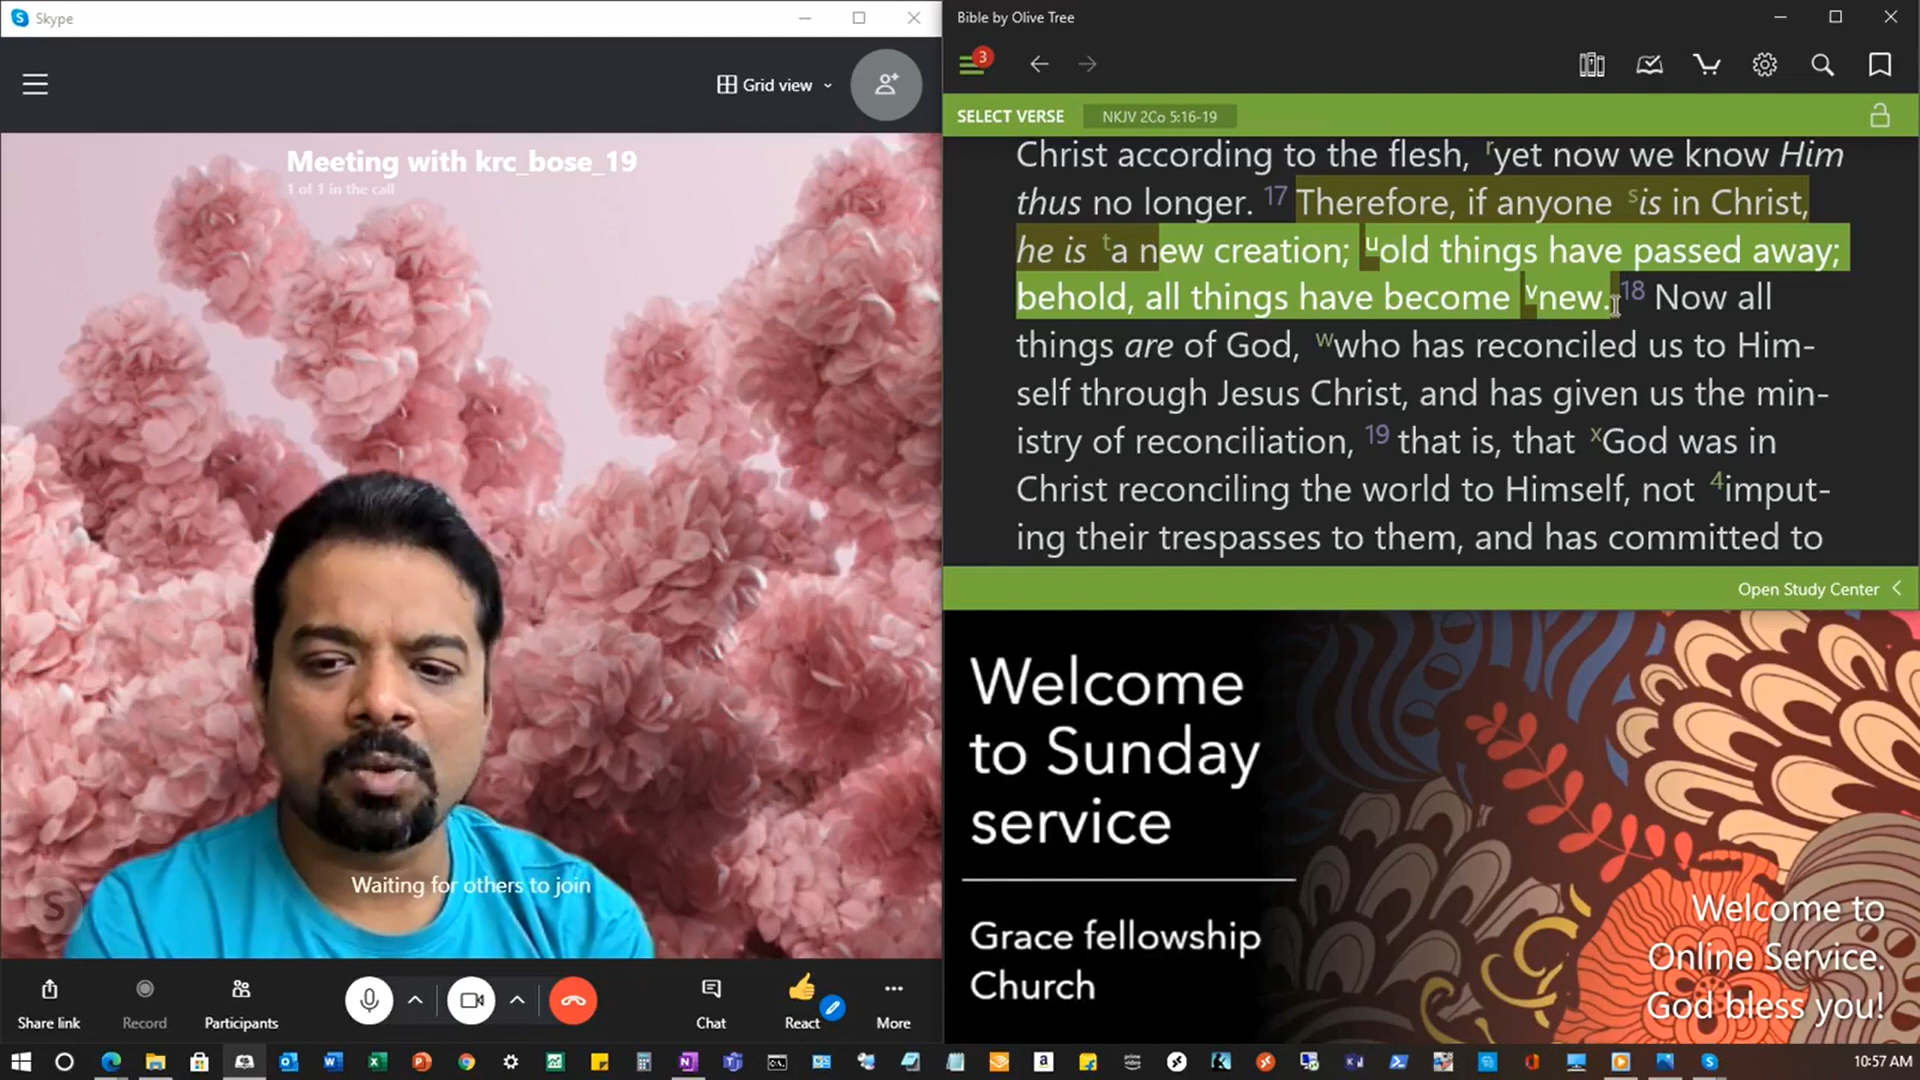 Skype
Grid view
Meeting with krc_bose_19
1 of 1 in the call
Waiting for others to join
Share link
Record
Participants
Chat
React
More
Bible by Olive Tree
3
SELECT VERSE
NKJV 2Co 5:16-19
Christ according to the flesh, ryet now we know Him
thus no longer. 17 Therefore, if anyone sis in Christ,
he is ta new creation; uold things have passed away;
behold, all things have become vnew. 18 Now all
things are of God, wwho has reconciled us to Him-
self through Jesus Christ, and has given us the min-
istry of reconciliation, 19 that is, that xGod was in
Christ reconciling the world to Himself, not 4imput-
ing their trespasses to them, and has committed to
Open Study Center
Welcome
to Sunday
service
Grace fellowship
Church
Welcome to
Online Service.
God bless you!
10:57 AM